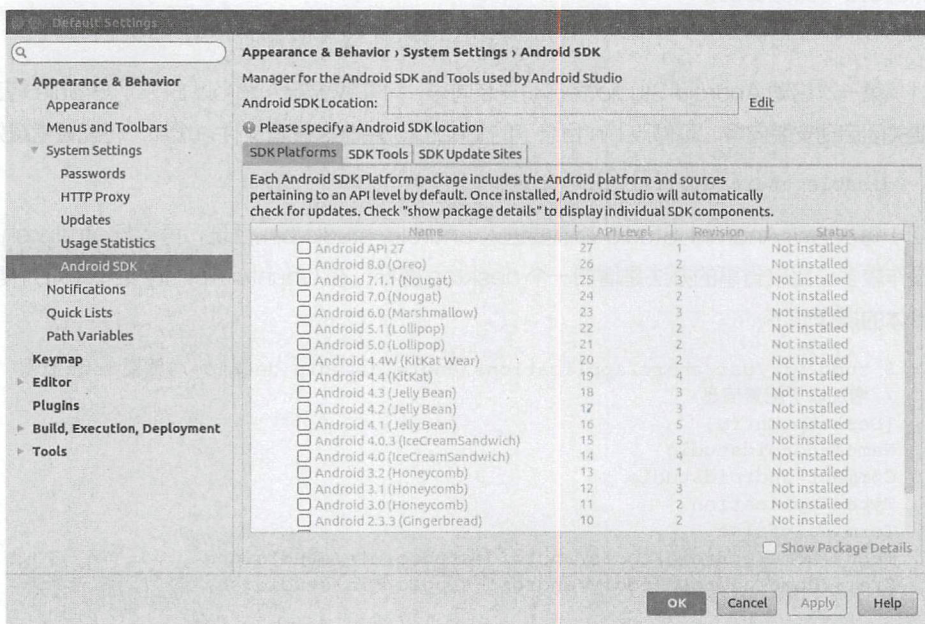 Default Settings
Appearance & Behavior › System Settings › Android SDK
Appearance & Behavior
Appearance
Menus and Toolbars
System Settings
Passwords
HTTP Proxy
Updates
Usage Statistics
Android SDK
Notifications
Quick Lists
Path Variables
Keymap
Editor
Plugins
Build, Execution, Deployment
Tools
Manager for the Android SDK and Tools used by Android Studio
Android SDK Location: Edit
Please specify a Android SDK location
SDK Platforms SDK Tools SDK Update Sites
Each Android SDK Platform package includes the Android platform and sources
pertaining to an API level by default. Once installed, Android Studio will automatically
check for updates. Check "show package details" to display individual SDK components.
Name API Level Revision Status
Android API 27 27 1 Not installed
Android 8.0 (Oreo) 26 2 Not installed
Android 7.1.1 (Nougat) 25 3 Not installed
Android 7.0 (Nougat) 24 2 Not installed
Android 6.0 (Marshmallow) 23 3 Not installed
Android 5.1 (Lollipop) 22 2 Not installed
Android 5.0 (Lollipop) 21 2 Not installed
Android 4.4W (KitKat Wear) 20 2 Not installed
Android 4.4 (KitKat) 19 4 Not installed
Android 4.3 (Jelly Bean) 18 3 Not installed
Android 4.2 (Jelly Bean) 17 3 Not installed
Android 4.1 (Jelly Bean) 16 5 Not installed
Android 4.0.3 (IceCreamSandwich) 15 5 Not installed
Android 4.0 (IceCreamSandwich) 14 4 Not installed
Android 3.2 (Honeycomb) 13 1 Not installed
Android 3.1 (Honeycomb) 12 3 Not installed
Android 3.0 (Honeycomb) 11 2 Not installed
Android 2.3.3 (Gingerbread) 10 2 Not installed
Show Package Details
OK Cancel Apply Help